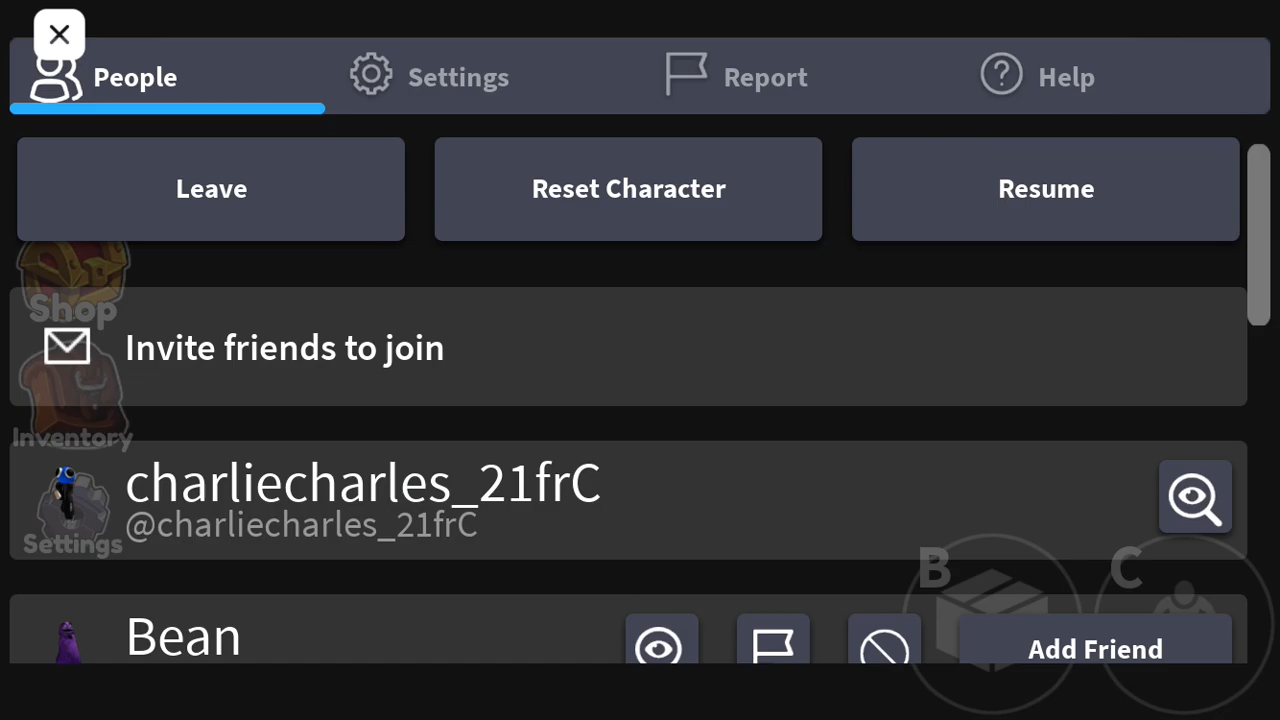 People
Settings
Report
Help
Leave
Reset Character
Resume
Shop
Invite friends to join
Inventory
charliecharles_21frC
@charliecharles_21frC
Settings
B
C
Bean
Add Friend